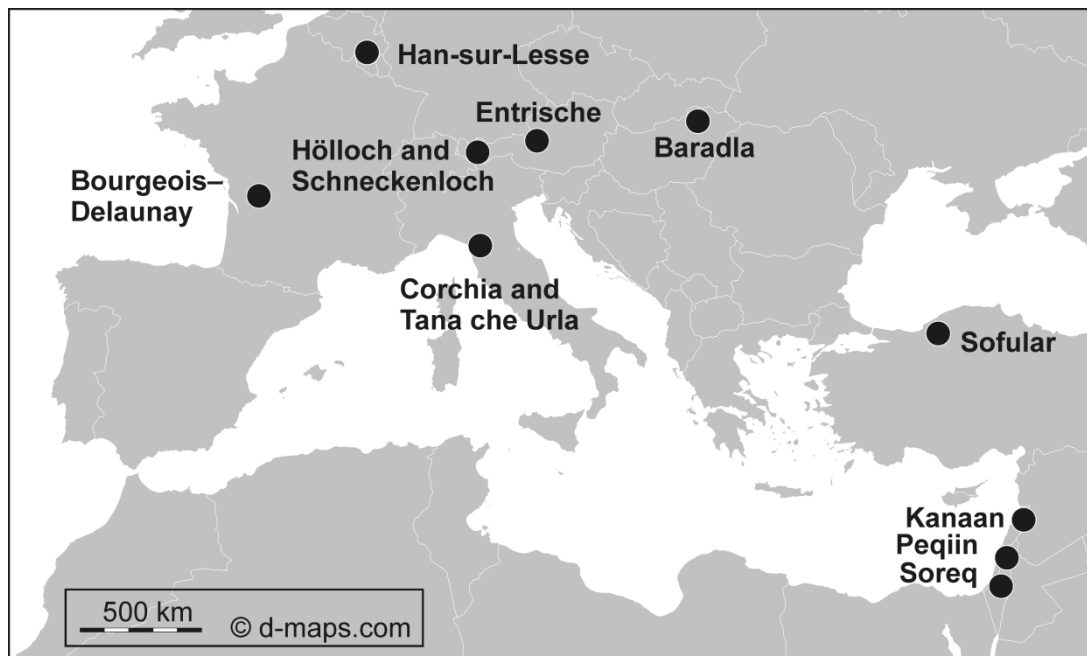 Han-sur-Lesse
Entrische
Hölloch and
Schneckenloch
Baradla
Bourgeois–
Delaunay
Corchia and
Tana che Urla
Sofular
Kanaan
Peqiin
Soreq
500 km
© d-maps.com